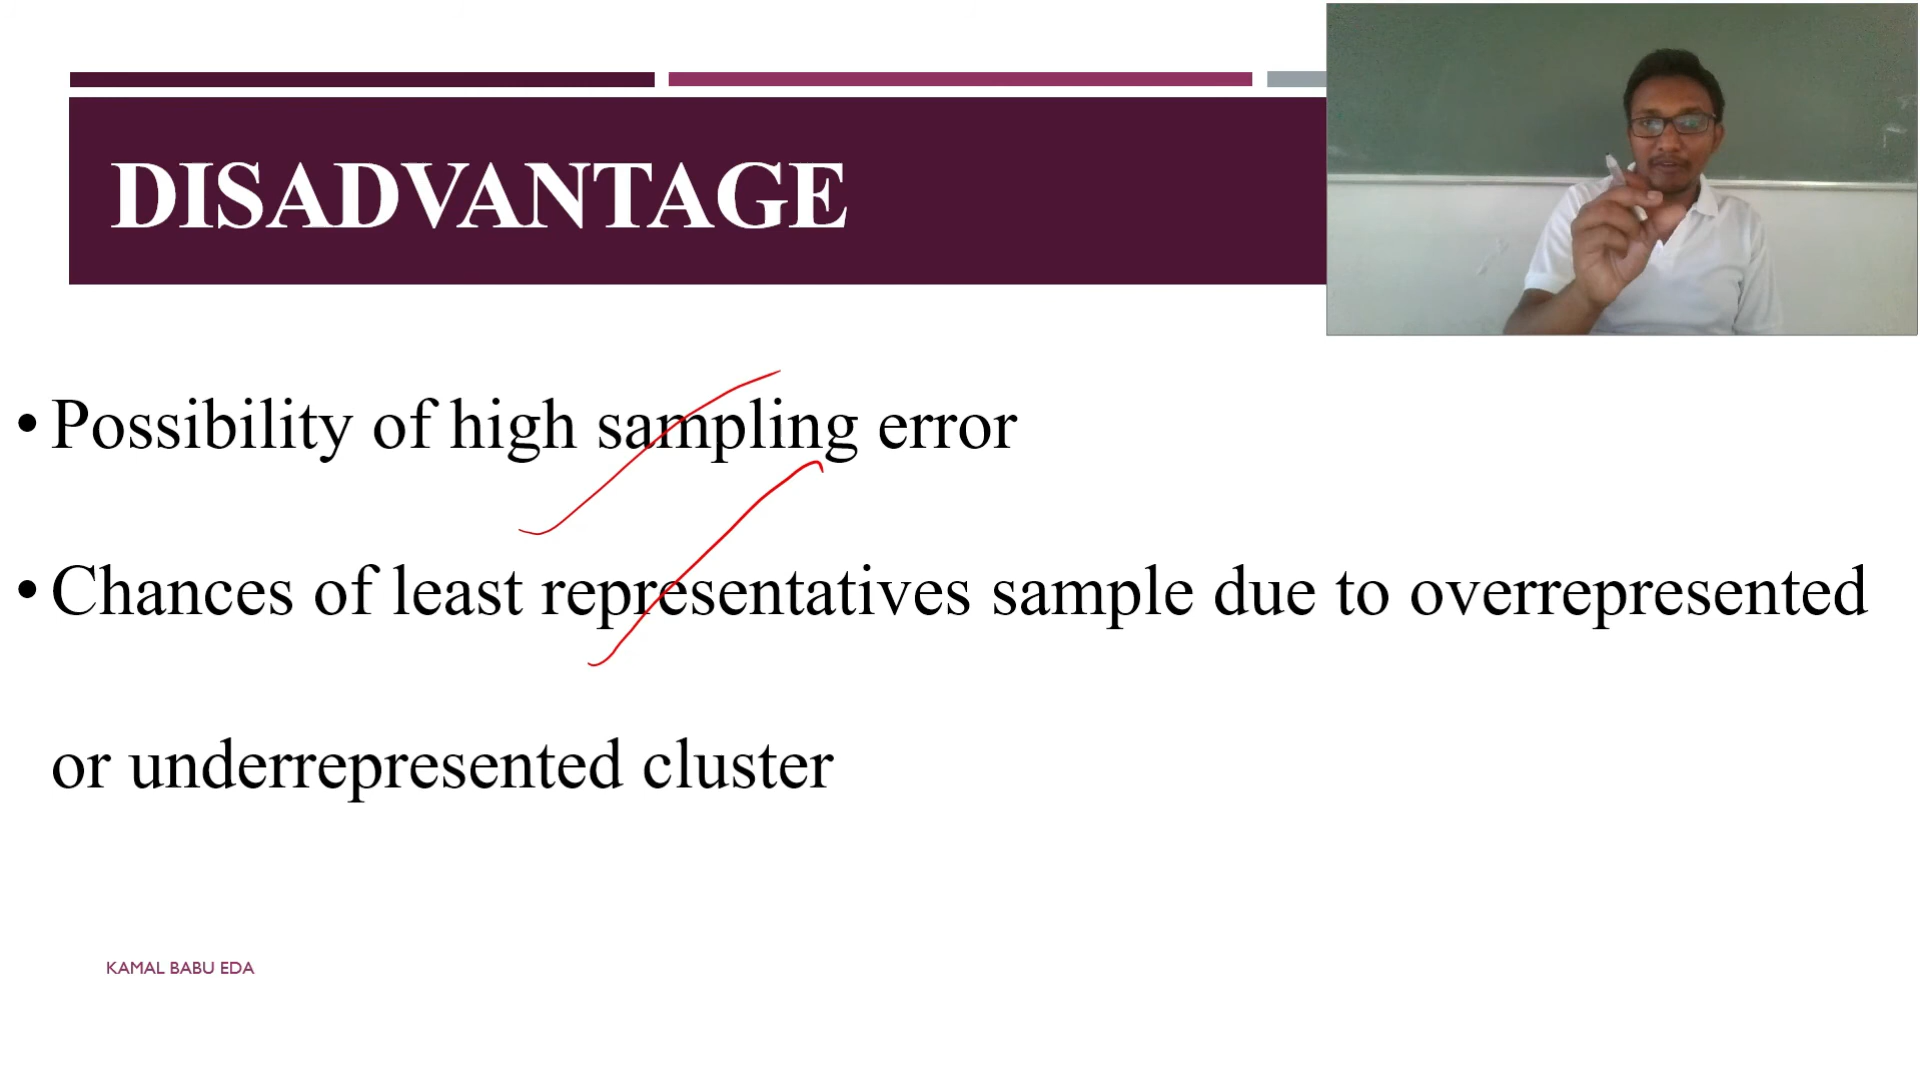 DISADVANTAGE
• Possibility of high sampling error
• Chances of least representatives sample due to overrepresented
or underrepresented cluster
KAMAL BABU EDA